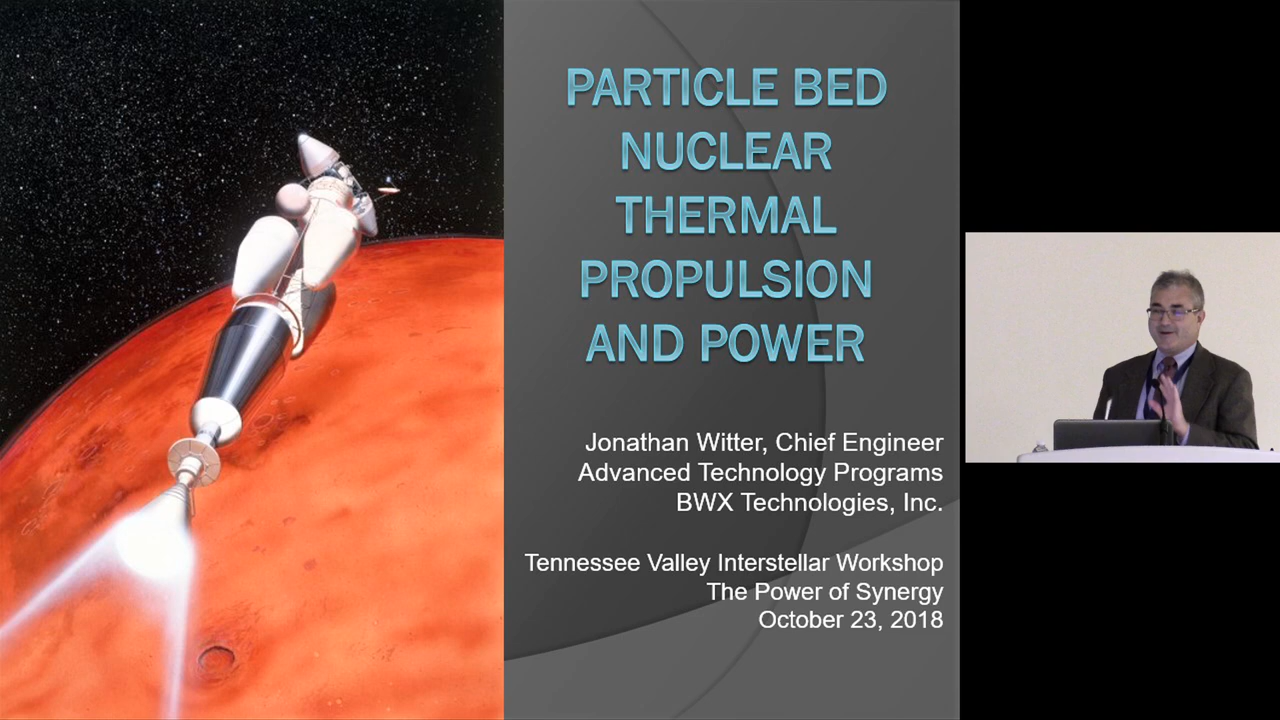 PARTICLE BED
NUCLEAR
THERMAL
PROPULSION
AND POWER
Jonathan Witter, Chief Engineer
Advanced Technology Programs
BWX Technologies, Inc.
Tennessee Valley Interstellar Workshop
The Power of Synergy
October 23, 2018